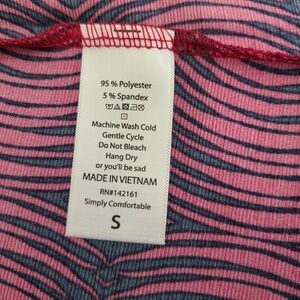 95 % Polyester
5 % Spandex
Machine Wash Cold
Gentle Cycle
Do Not Bleach
Hang Dry
or you'll be sad
MADE IN VIETNAM
RN#142161
Simply Comfortable
S